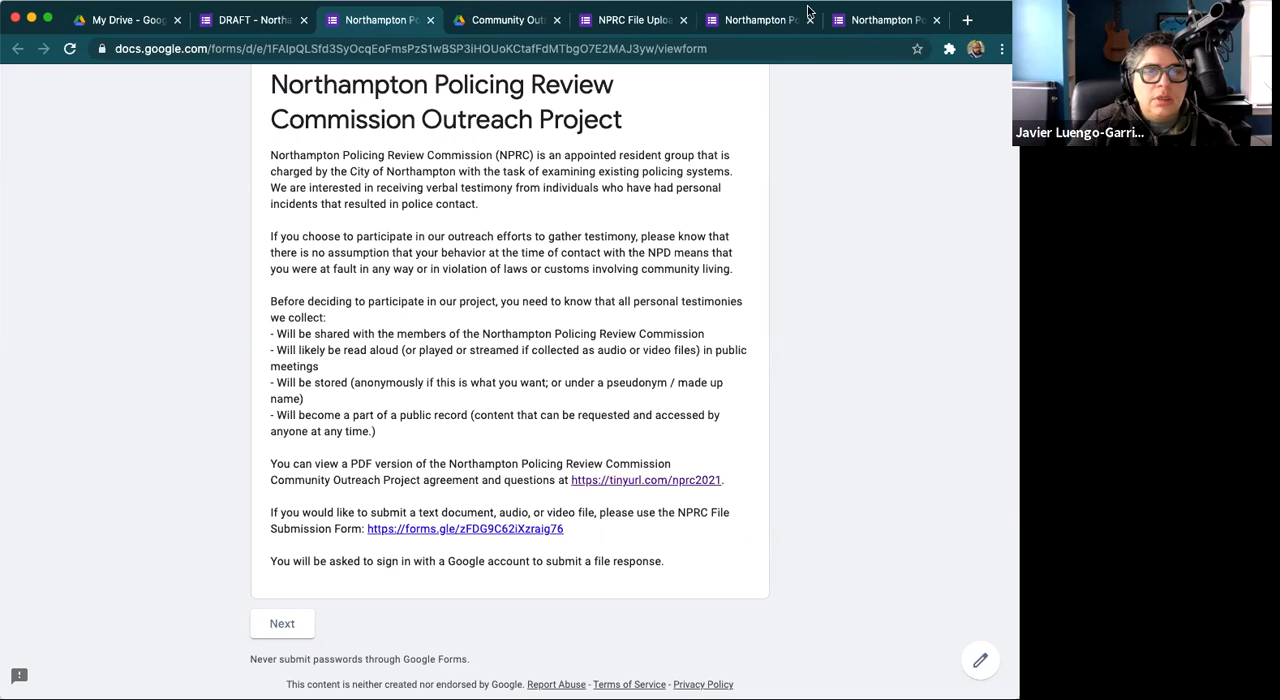 My Drive - Goog
DRAFT - Northa
Northampton Po
Community Out
NPRC File Uploa
Northampton Po
Northampton Po
docs.google.com/forms/d/e/1FAIpQLSfd3SyOcqEoFmsPzS1wBSP3iHOUoKCtafFdMTbgO7E2MAJ3yw/viewform
Northampton Policing Review
Commission Outreach Project
Northampton Policing Review Commission (NPRC) is an appointed resident group that is
charged by the City of Northampton with the task of examining existing policing systems.
We are interested in receiving verbal testimony from individuals who have had personal
incidents that resulted in police contact.
If you choose to participate in our outreach efforts to gather testimony, please know that
there is no assumption that your behavior at the time of contact with the NPD means that
you were at fault in any way or in violation of laws or customs involving community living.
Before deciding to participate in our project, you need to know that all personal testimonies
we collect:
- Will be shared with the members of the Northampton Policing Review Commission
- Will likely be read aloud (or played or streamed if collected as audio or video files) in public
meetings
- Will be stored (anonymously if this is what you want; or under a pseudonym / made up
name)
- Will become a part of a public record (content that can be requested and accessed by
anyone at any time.)
You can view a PDF version of the Northampton Policing Review Commission
Community Outreach Project agreement and questions at https://tinyurl.com/nprc2021.
If you would like to submit a text document, audio, or video file, please use the NPRC File
Submission Form: https://forms.gle/zFDG9C62iXzraig76
You will be asked to sign in with a Google account to submit a file response.
Next
Never submit passwords through Google Forms.
This content is neither created nor endorsed by Google. Report Abuse - Terms of Service - Privacy Policy
Javier Luengo-Garri...